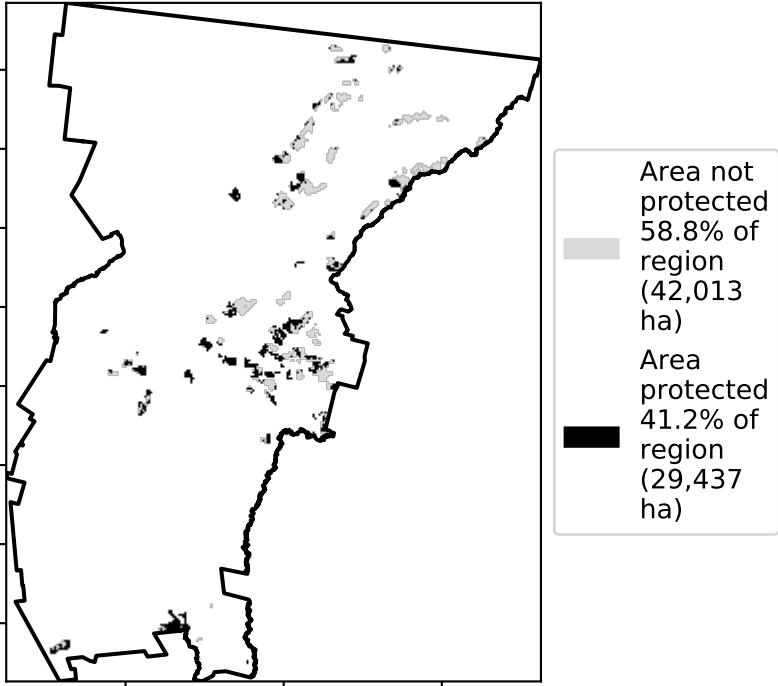 Area not
protected
58.8% of
region
(42,013
ha)
Area
protected
41.2% of
region
(29,437
ha)